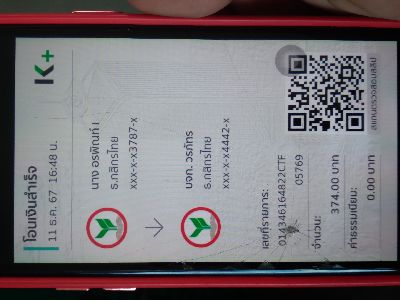 โอนเงินสำเร็จ
11 ธ.ค. 67 16:48 น.
K+
นาง อรพิณท์ เ
ธ.กสิกรไทย
xxx-x-x3787-x
บจก. วรภัทร
ธ.กสิกรไทย
xxx-x-x4442-x
เลขที่รายการ:
014346164822CTF
05769
จำนวน:
374.00 บาท
ค่าธรรมเนียม:
0.00 บาท
สแกนตรวจสอบสลิป